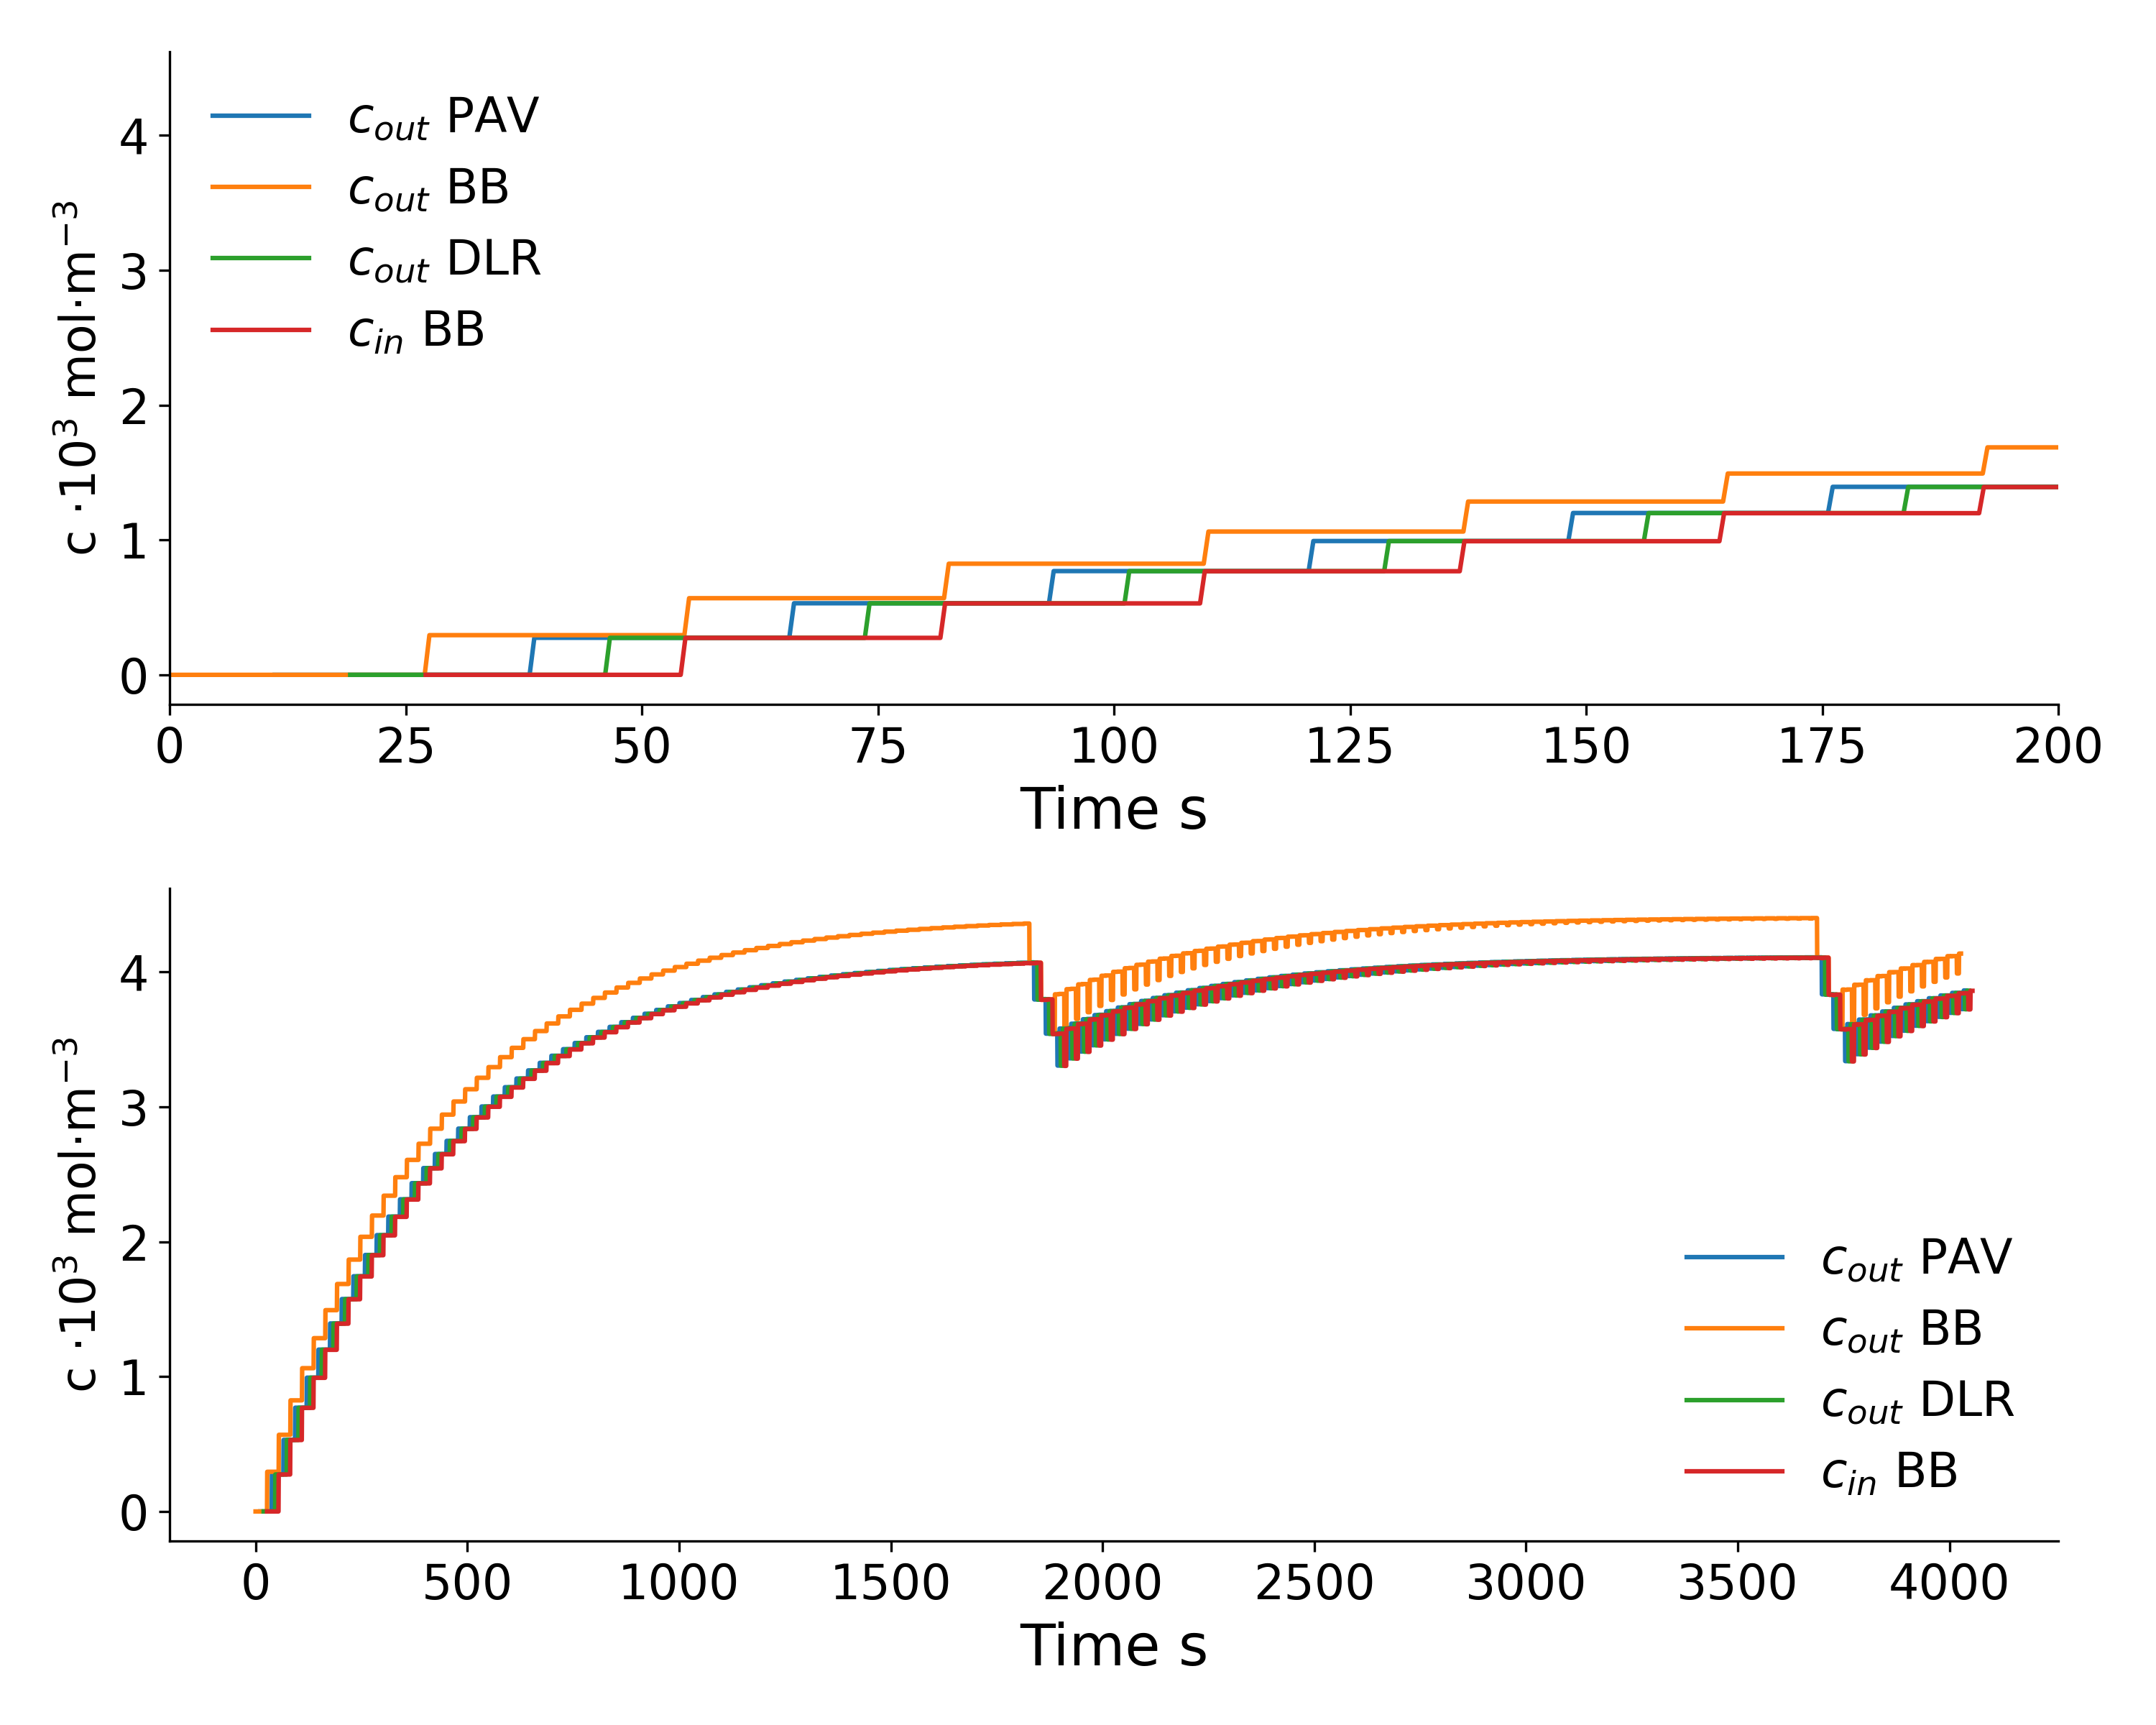 c_out PAV
c_out BB
c_out DLR
c_in BB
c ·10³ mol·m⁻³
4
3
2
1
0
0 25 50 75 100 125 150 175 200
Time s
c ·10³ mol·m⁻³
4
3
2
1
0
c_out PAV
c_out BB
c_out DLR
c_in BB
0 500 1000 1500 2000 2500 3000 3500 4000
Time s